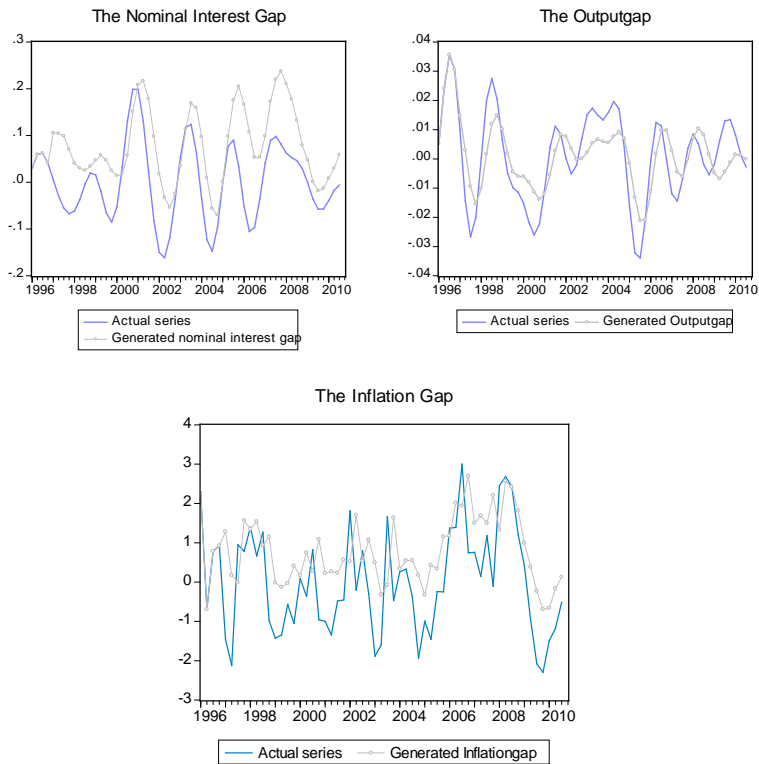 The Nominal Interest Gap
.3
.2
.1
.0
-.1
-.2
1996 1998 2000 2002 2004 2006 2008 2010
Actual series
Generated nominal interest gap
The Outputgap
.04
.03
.02
.01
.00
-.01
-.02
-.03
-.04
1996 1998 2000 2002 2004 2006 2008 2010
Actual series Generated Outputgap
The Inflation Gap
4
3
2
1
0
-1
-2
-3
1996 1998 2000 2002 2004 2006 2008 2010
Actual series Generated Inflationgap